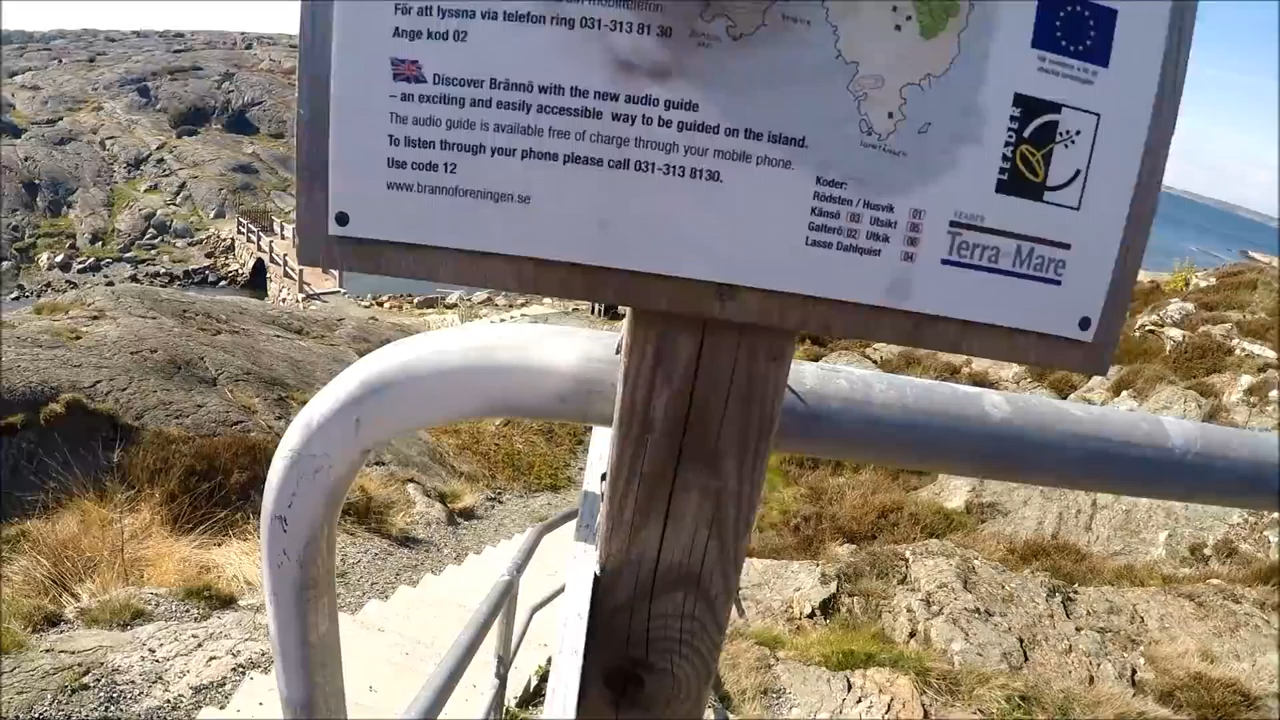 mobiltelefon
För att lyssna via telefon ring 031-313 81 30
Ange kod 02
Discover Brännö with the new audio guide
– an exciting and easily accessible way to be guided on the island.
The audio guide is available free of charge through your mobile phone.
To listen through your phone please call 031-313 8130.
Use code 12
www.brannoforeningen.se
Koder:
Rödsten / Husvik 01
Känsö 03 Utsikt 05
Galterö 02 Utkik 06
Lasse Dahlquist 04
LEADER
LEADER
Terra Mare